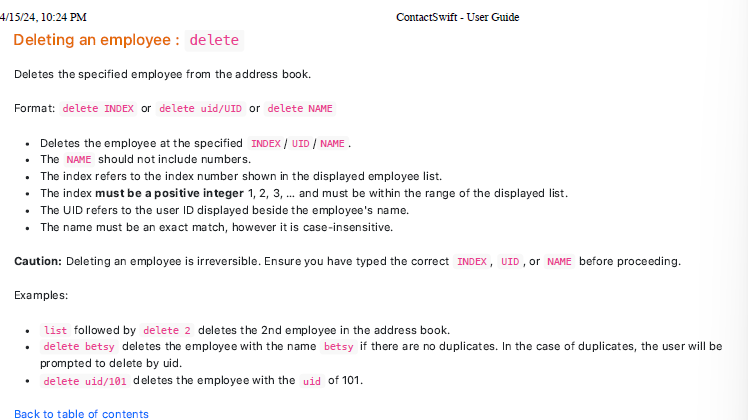 4/15/24, 10:24 PM ContactSwift - User Guide
Deleting an employee : delete
Deletes the specified employee from the address book.
Format: delete INDEX or delete uid/UID or delete NAME
• Deletes the employee at the specified INDEX / UID / NAME .
• The NAME should not include numbers.
• The index refers to the index number shown in the displayed employee list.
• The index must be a positive integer 1, 2, 3, … and must be within the range of the displayed list.
• The UID refers to the user ID displayed beside the employee's name.
• The name must be an exact match, however it is case-insensitive.
Caution: Deleting an employee is irreversible. Ensure you have typed the correct INDEX , UID , or NAME before proceeding.
Examples:
• list followed by delete 2 deletes the 2nd employee in the address book.
• delete betsy deletes the employee with the name betsy if there are no duplicates. In the case of duplicates, the user will be
prompted to delete by uid.
• delete uid/101 deletes the employee with the uid of 101.
Back to table of contents